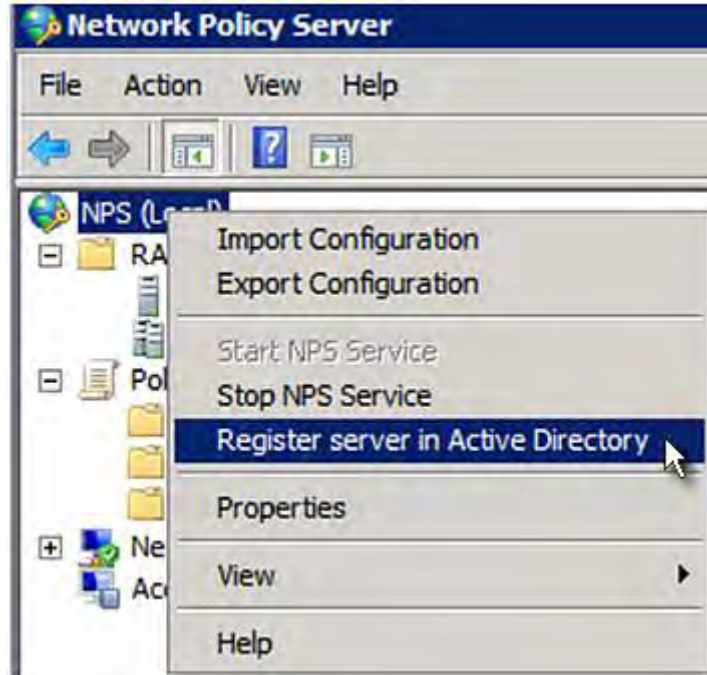 Network Policy Server
File Action View Help
NPS (Local)
Import Configuration
Export Configuration
Start NPS Service
Stop NPS Service
Register server in Active Directory
Properties
View
Help